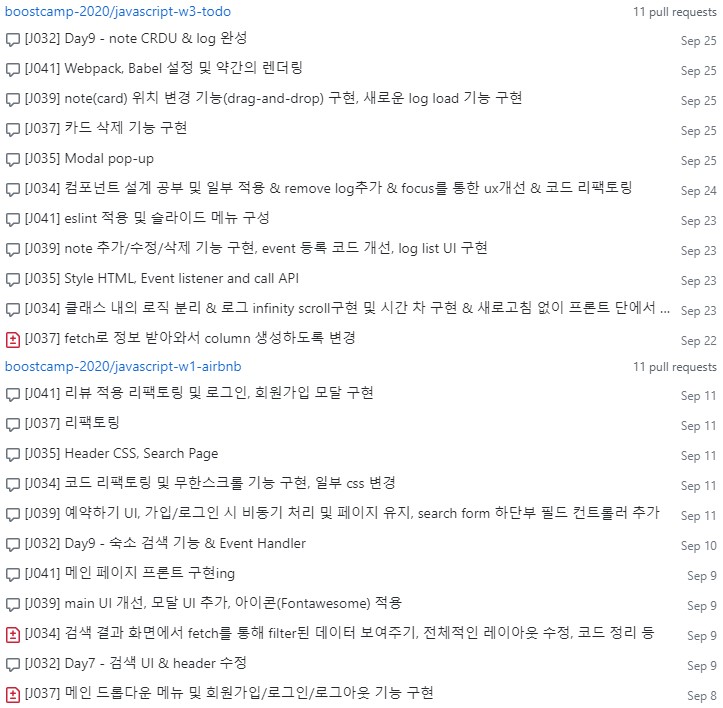 boostcamp-2020/javascript-w3-todo 11 pull requests
[J032] Day9 - note CRDU & log 완성 Sep 25
[J041] Webpack, Babel 설정 및 약간의 렌더링 Sep 25
[J039] note(card) 위치 변경 기능(drag-and-drop) 구현, 새로운 log load 기능 구현 Sep 25
[J037] 카드 삭제 기능 구현 Sep 25
[J035] Modal pop-up Sep 25
[J034] 컴포넌트 설계 공부 및 일부 적용 & remove log추가 & focus를 통한 ux개선 & 코드 리팩토링 Sep 24
[J041] eslint 적용 및 슬라이드 메뉴 구성 Sep 23
[J039] note 추가/수정/삭제 기능 구현, event 등록 코드 개선, log list UI 구현 Sep 23
[J035] Style HTML, Event listener and call API Sep 23
[J034] 클래스 내의 로직 분리 & 로그 infinity scroll구현 및 시간 차 구현 & 새로고침 없이 프론트 단에서 ... Sep 23
[J037] fetch로 정보 받아와서 column 생성하도록 변경 Sep 22
boostcamp-2020/javascript-w1-airbnb 11 pull requests
[J041] 리뷰 적용 리팩토링 및 로그인, 회원가입 모달 구현 Sep 11
[J037] 리팩토링 Sep 11
[J035] Header CSS, Search Page Sep 11
[J034] 코드 리팩토링 및 무한스크롤 기능 구현, 일부 css 변경 Sep 11
[J039] 예약하기 UI, 가입/로그인 시 비동기 처리 및 페이지 유지, search form 하단부 필드 컨트롤러 추가 Sep 11
[J032] Day9 - 숙소 검색 기능 & Event Handler Sep 10
[J041] 메인 페이지 프론트 구현ing Sep 9
[J039] main UI 개선, 모달 UI 추가, 아이콘(Fontawesome) 적용 Sep 9
[J034] 검색 결과 화면에서 fetch를 통해 filter된 데이터 보여주기, 전체적인 레이아웃 수정, 코드 정리 등 Sep 9
[J032] Day7 - 검색 UI & header 수정 Sep 9
[J037] 메인 드롭다운 메뉴 및 회원가입/로그인/로그아웃 기능 구현 Sep 8